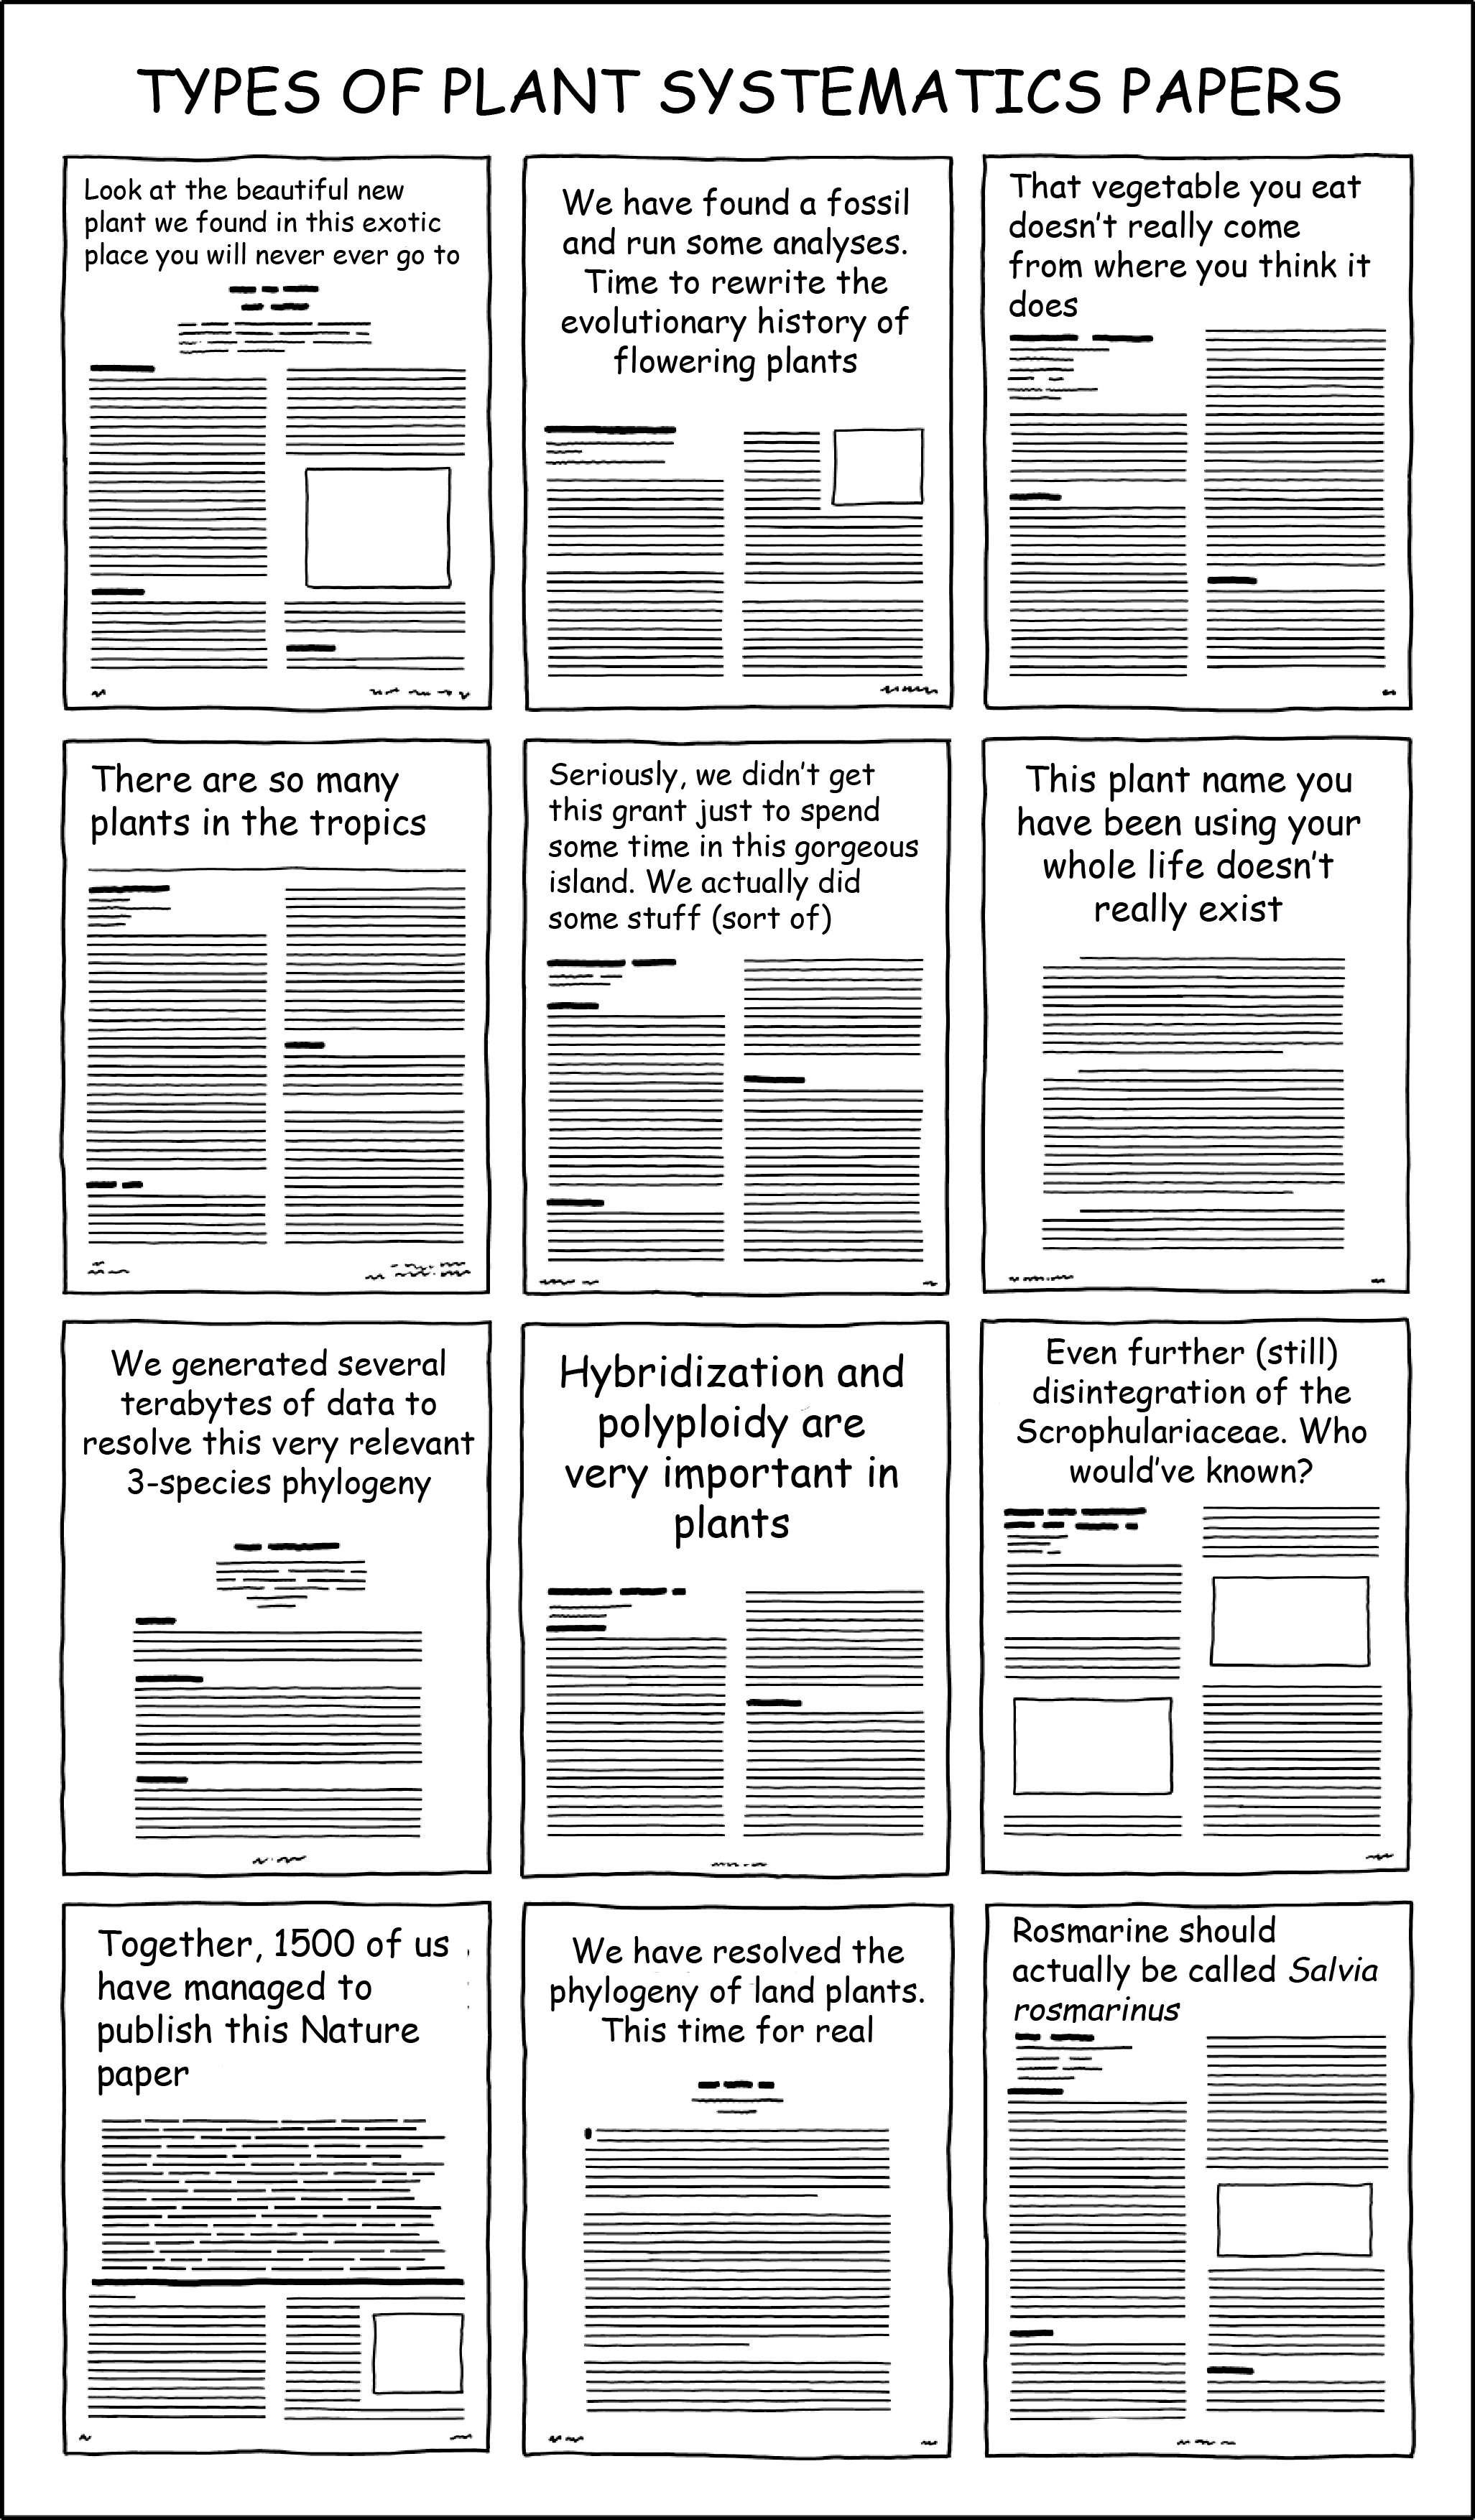 TYPES OF PLANT SYSTEMATICS PAPERS
Look at the beautiful new
plant we found in this exotic
place you will never ever go to
We have found a fossil
and run some analyses.
Time to rewrite the
evolutionary history of
flowering plants
That vegetable you eat
doesn't really come
from where you think it
does
There are so many
plants in the tropics
Seriously, we didn't get
this grant just to spend
some time in this gorgeous
island. We actually did
some stuff (sort of)
This plant name you
have been using your
whole life doesn't
really exist
We generated several
terabytes of data to
resolve this very relevant
3-species phylogeny
Hybridization and
polyploidy are
very important in
plants
Even further (still)
disintegration of the
Scrophulariaceae. Who
would've known?
Together, 1500 of us
have managed to
publish this Nature
paper
We have resolved the
phylogeny of land plants.
This time for real
Rosmarine should
actually be called Salvia
rosmarinus